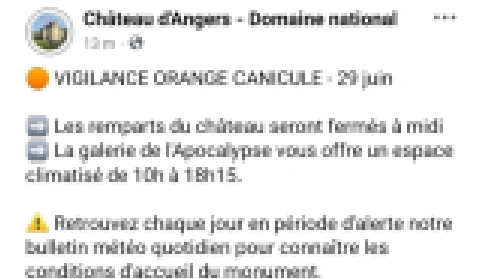 Château d'Angers - Domaine national
13 m
🟠 VIGILANCE ORANGE CANICULE - 29 juin
➡️ Les remparts du château seront fermés à midi
➡️ La galerie de l'Apocalypse vous offre un espace
climatisé de 10h à 18h15.
⚠️ Retrouvez chaque jour en période d'alerte notre
bulletin météo quotidien pour connaître les
conditions d'accueil du monument.